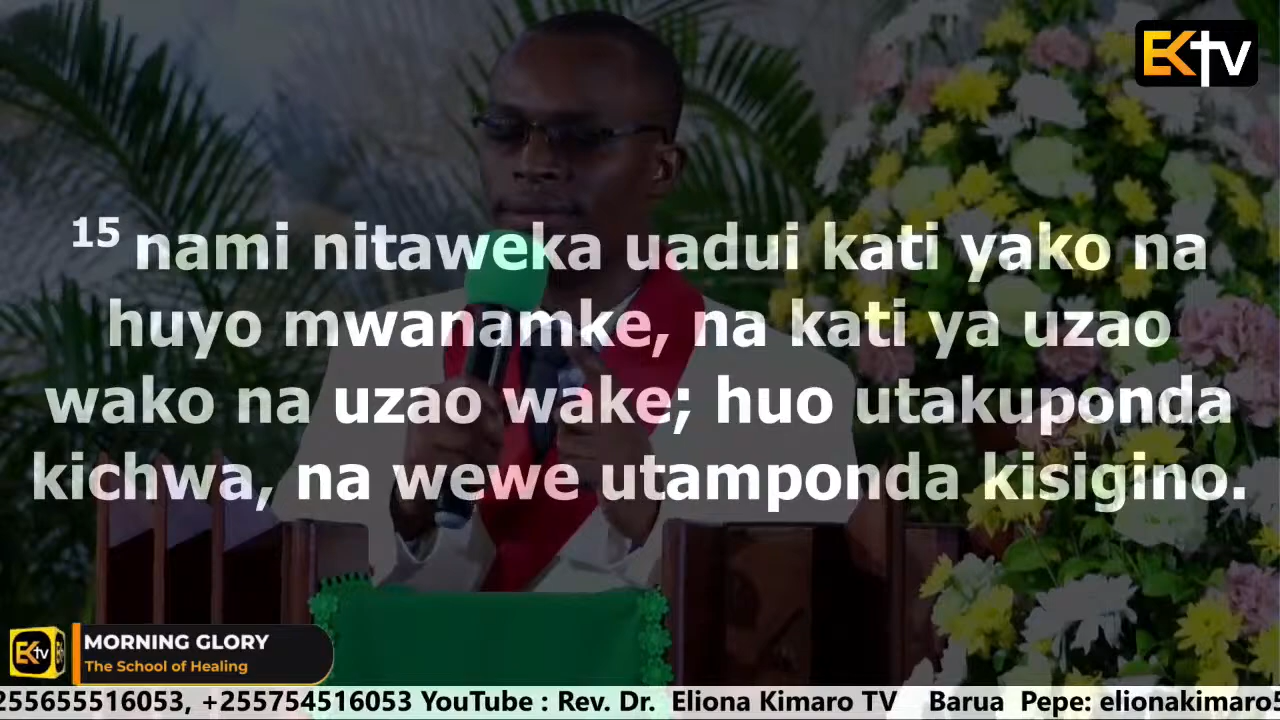 EKTV
15 nami nitaweka uadui kati yako na
huyo mwanamke, na kati ya uzao
wako na uzao wake; huo utakuponda
kichwa, na wewe utamponda kisigino.
EKTV
MORNING GLORY
The School of Healing
255655516053, +255754516053 YouTube : Rev. Dr. Eliona Kimaro TV Barua Pepe: elionakimaro5